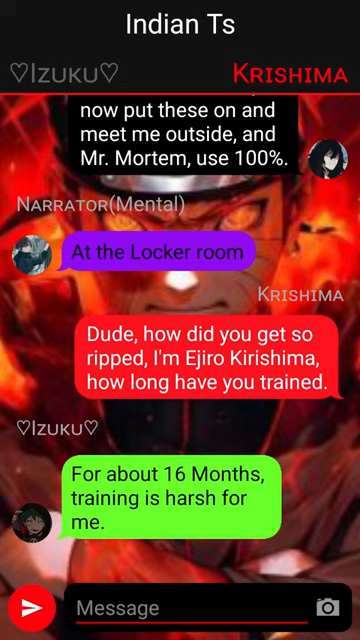 Indian Ts
♡Izuku♡ Krishima
now put these on and
meet me outside, and
Mr. Mortem, use 100%.
Narrator(Mental)
At the Locker room
Krishima
Dude, how did you get so
ripped, I'm Ejiro Kirishima,
how long have you trained.
♡Izuku♡
For about 16 Months,
training is harsh for
me.
Message